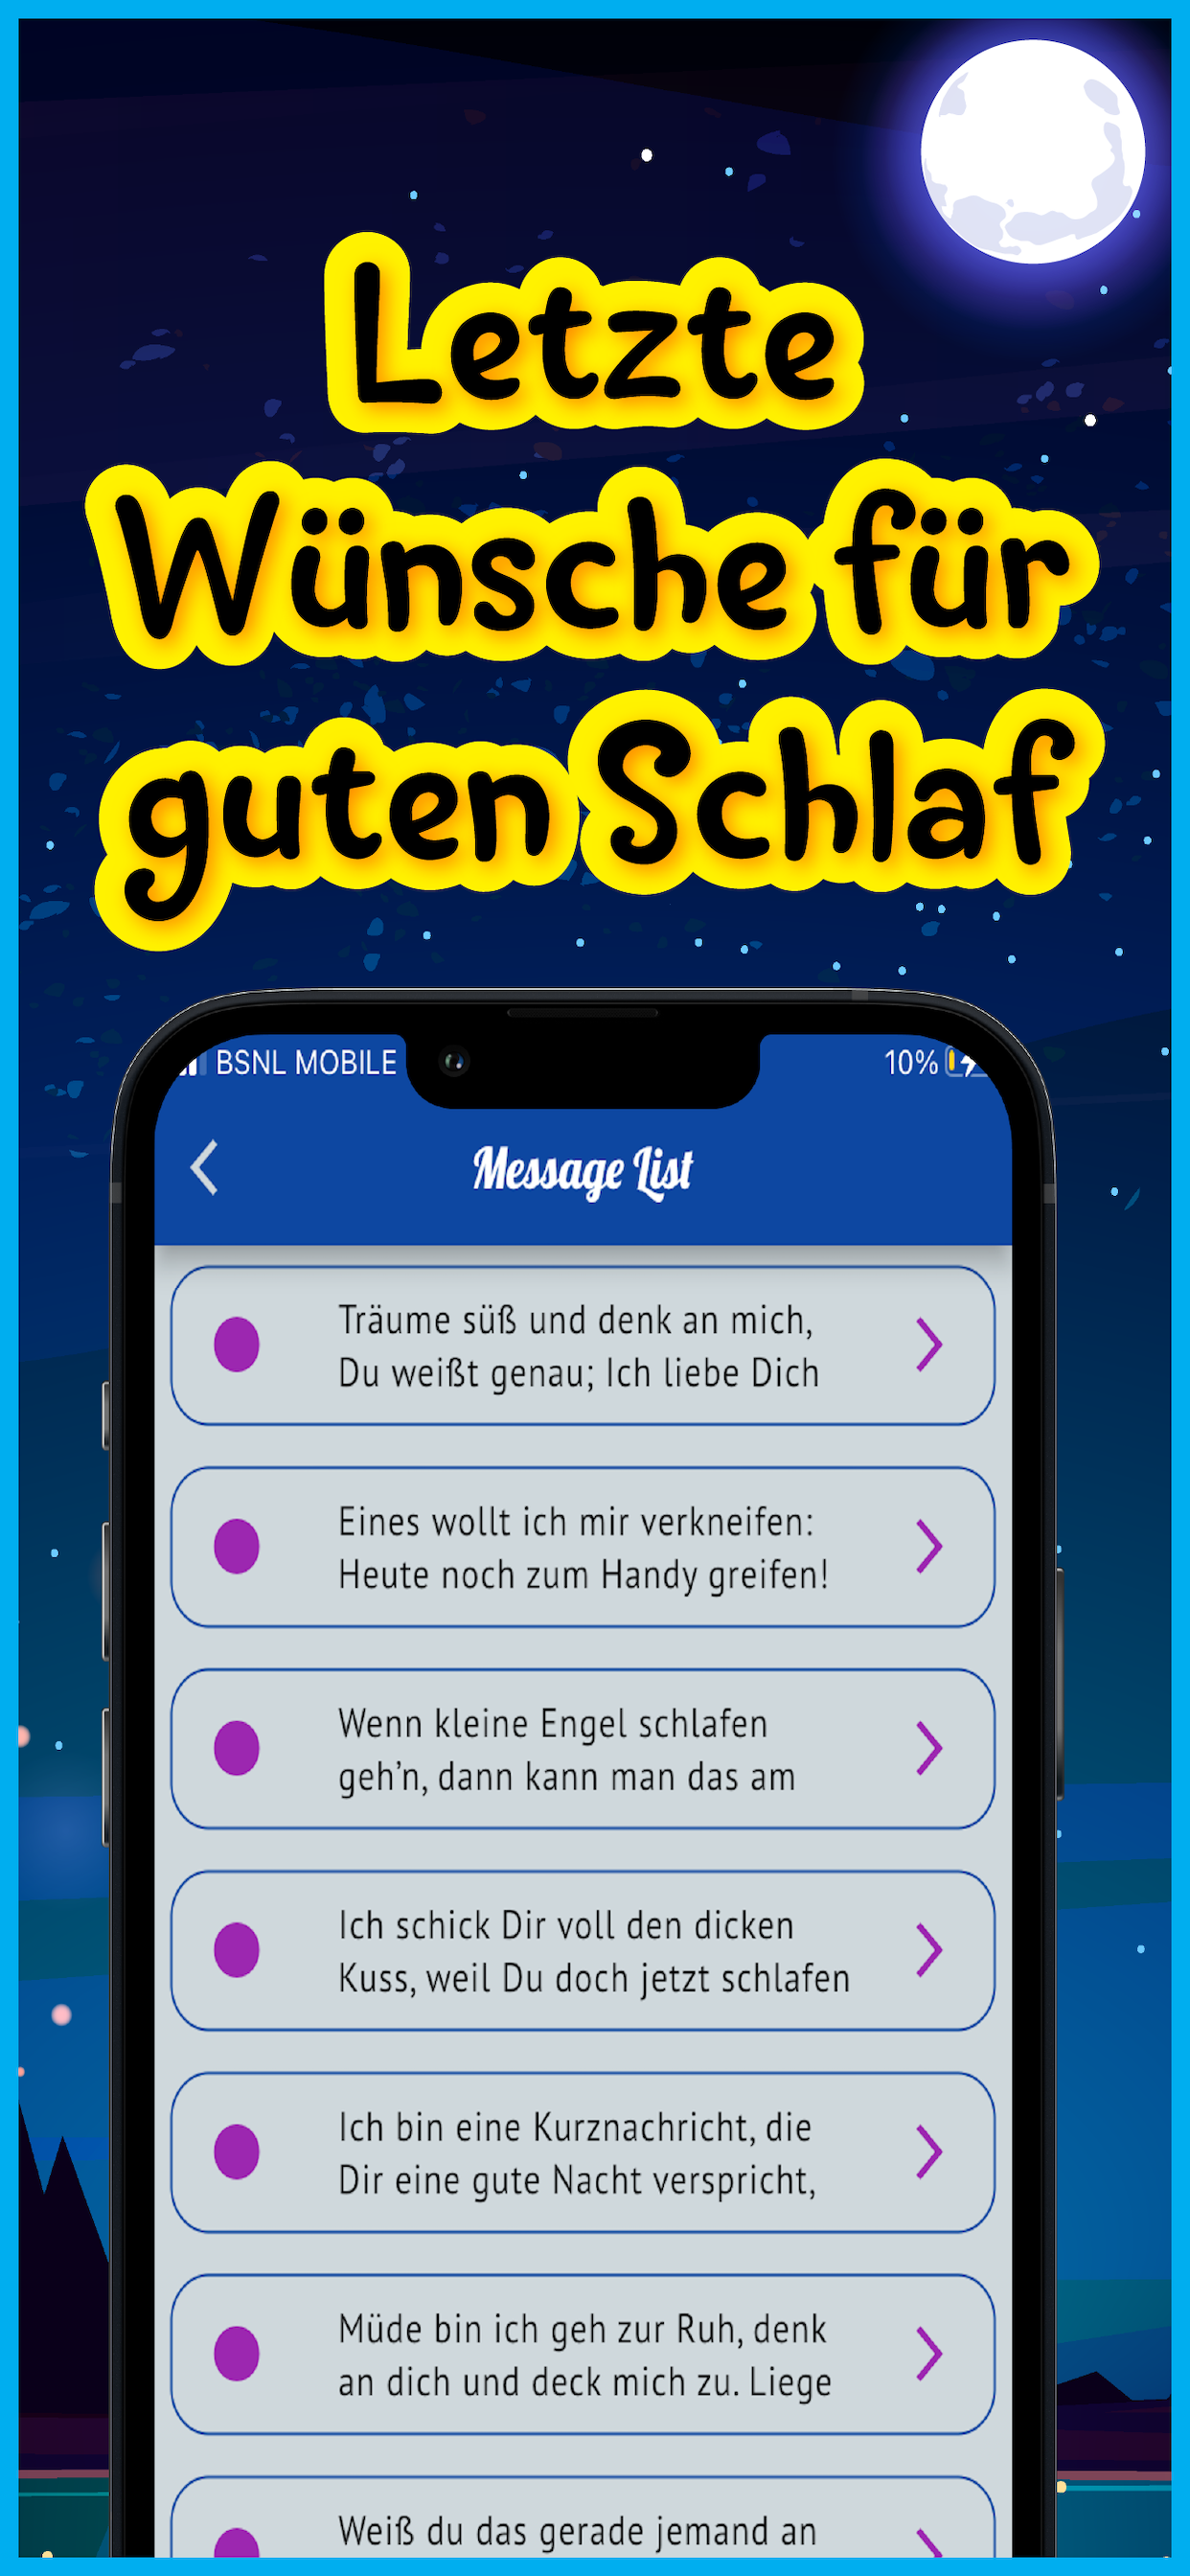 Letzte
Wünsche für
guten Schlaf
BSNL MOBILE 10%
Message List
Träume süß und denk an mich,
Du weißt genau; Ich liebe Dich
Eines wollt ich mir verkneifen:
Heute noch zum Handy greifen!
Wenn kleine Engel schlafen
geh’n, dann kann man das am
Ich schick Dir voll den dicken
Kuss, weil Du doch jetzt schlafen
Ich bin eine Kurznachricht, die
Dir eine gute Nacht verspricht,
Müde bin ich geh zur Ruh, denk
an dich und deck mich zu. Liege
Weiß du das gerade jemand an